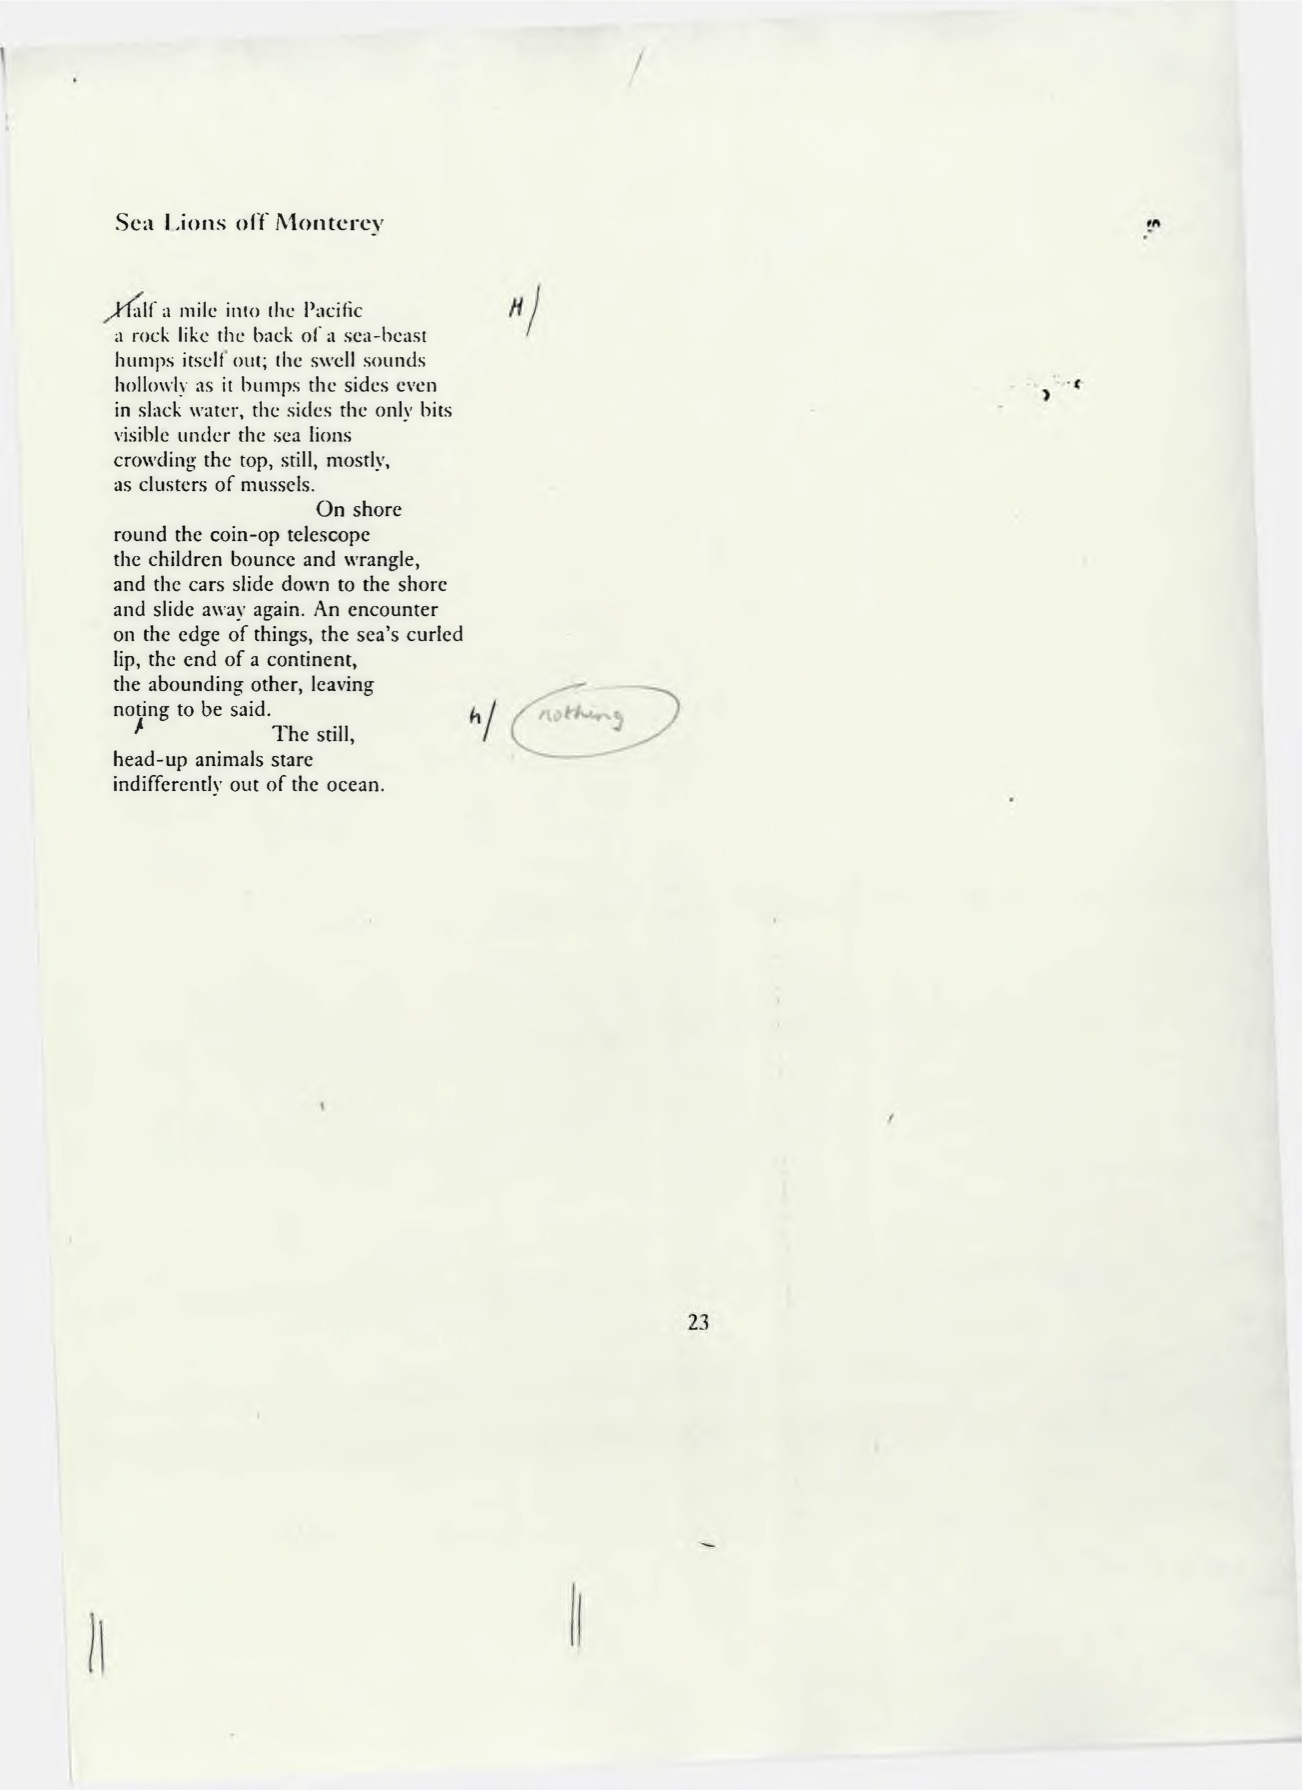 Sea Lions off Monterey
Half a mile into the Pacific H/
a rock like the back of a sea-beast
humps itself out; the swell sounds
hollowly as it bumps the sides even
in slack water, the sides the only bits
visible under the sea lions
crowding the top, still, mostly,
as clusters of mussels.
On shore
round the coin-op telescope
the children bounce and wrangle,
and the cars slide down to the shore
and slide away again. An encounter
on the edge of things, the sea's curled
lip, the end of a continent,
the abounding other, leaving
noting to be said. h/ nothing
The still,
head-up animals stare
indifferently out of the ocean.
23